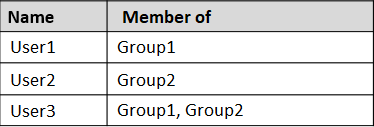 Name Member of
User1 Group1
User2 Group2
User3 Group1, Group2